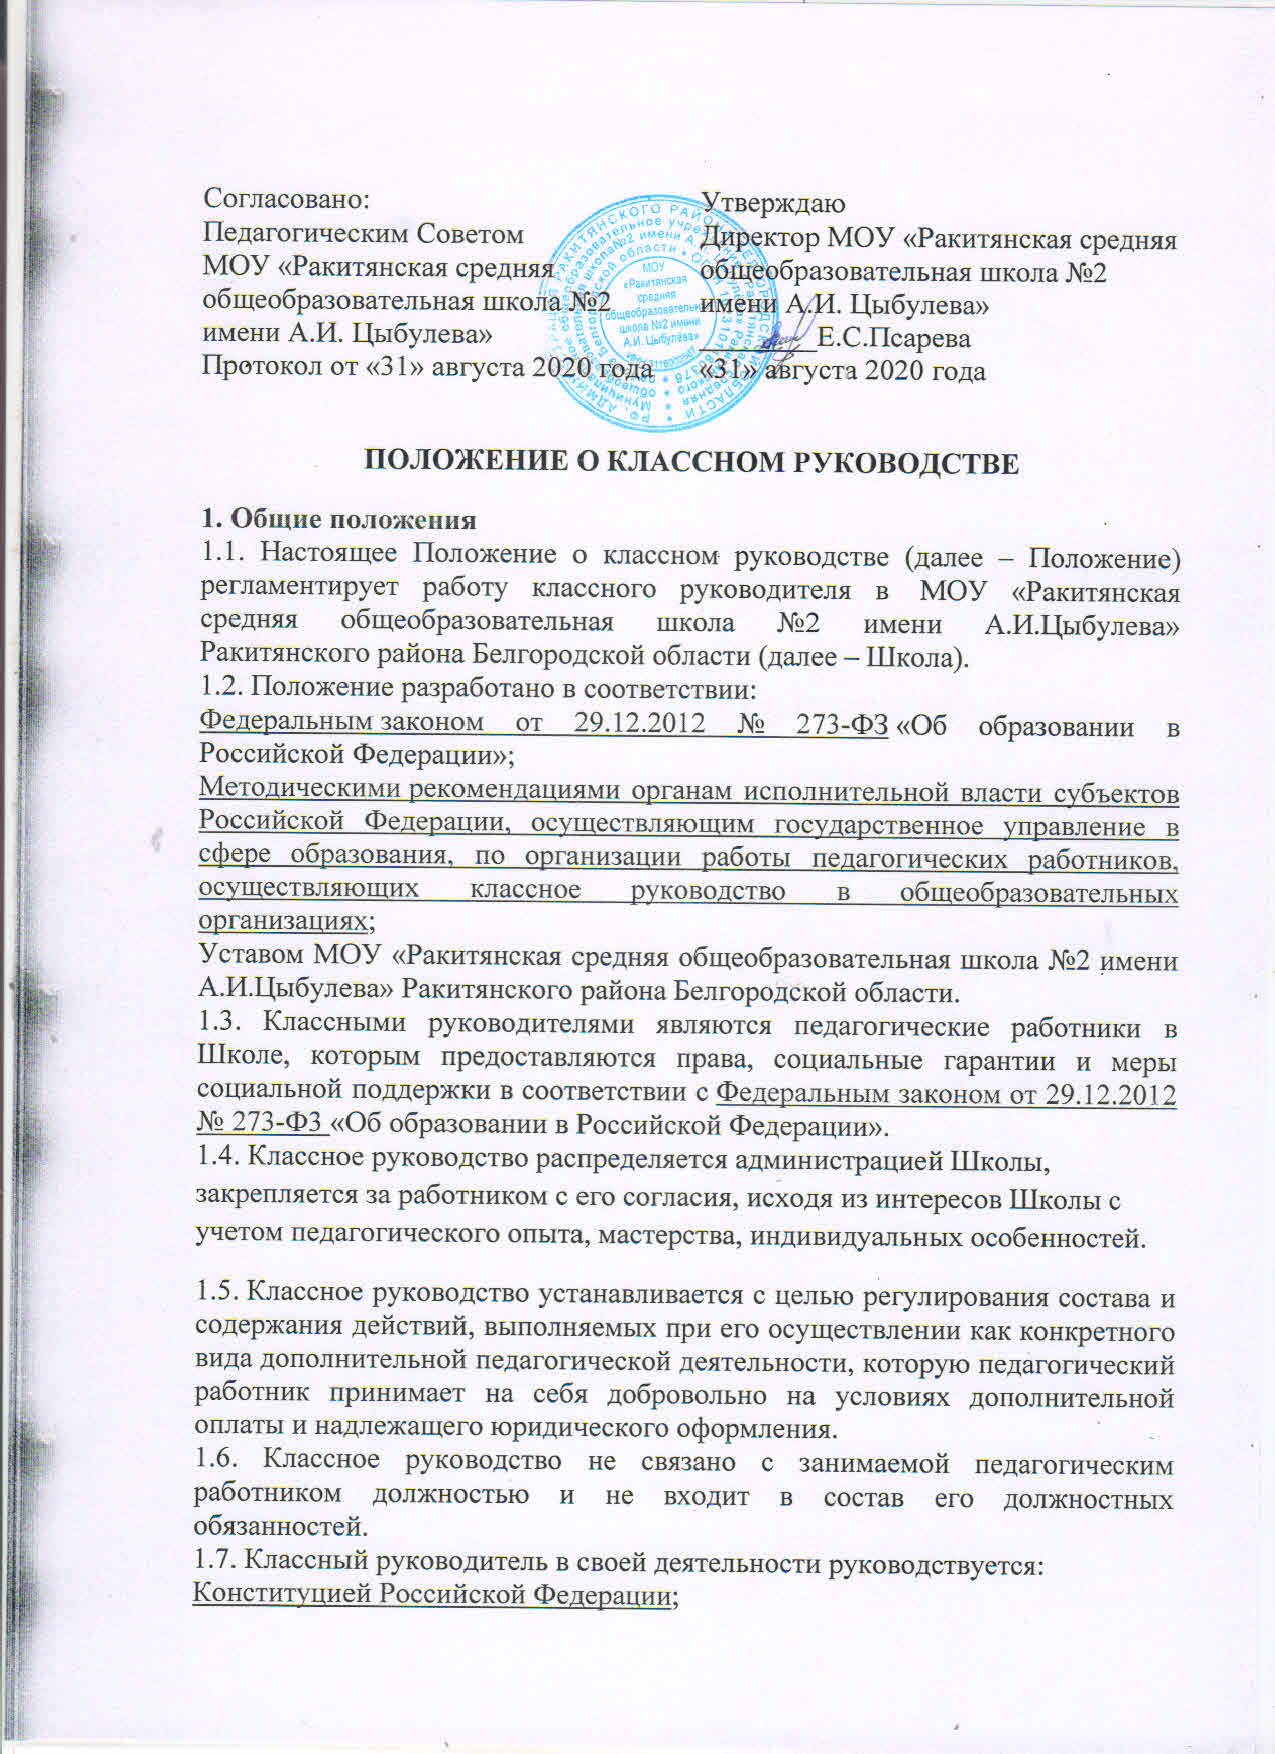 Согласовано:
Педагогическим Советом
МОУ «Ракитянская средняя
общеобразовательная школа №2
имени А.И. Цыбулева»
Протокол от «31» августа 2020 года
Утверждаю
Директор МОУ «Ракитянская средняя
общеобразовательная школа №2
имени А.И. Цыбулева»
________Е.С.Псарева
«31» августа 2020 года
МОУ
«Ракитянская
средняя
общеобразовательная
школа №2 имени
А.И. Цыбулева»
ПОЛОЖЕНИЕ О КЛАССНОМ РУКОВОДСТВЕ
1. Общие положения
1.1. Настоящее Положение о классном руководстве (далее – Положение)
регламентирует работу классного руководителя в МОУ «Ракитянская
средняя общеобразовательная школа №2 имени А.И.Цыбулева»
Ракитянского района Белгородской области (далее – Школа).
1.2. Положение разработано в соответствии:
Федеральным законом от 29.12.2012 № 273-ФЗ «Об образовании в
Российской Федерации»;
Методическими рекомендациями органам исполнительной власти субъектов
Российской Федерации, осуществляющим государственное управление в
сфере образования, по организации работы педагогических работников,
осуществляющих классное руководство в общеобразовательных
организациях;
Уставом МОУ «Ракитянская средняя общеобразовательная школа №2 имени
А.И.Цыбулева» Ракитянского района Белгородской области.
1.3. Классными руководителями являются педагогические работники в
Школе, которым предоставляются права, социальные гарантии и меры
социальной поддержки в соответствии с Федеральным законом от 29.12.2012
№ 273-ФЗ «Об образовании в Российской Федерации».
1.4. Классное руководство распределяется администрацией Школы,
закрепляется за работником с его согласия, исходя из интересов Школы с
учетом педагогического опыта, мастерства, индивидуальных особенностей.
1.5. Классное руководство устанавливается с целью регулирования состава и
содержания действий, выполняемых при его осуществлении как конкретного
вида дополнительной педагогической деятельности, которую педагогический
работник принимает на себя добровольно на условиях дополнительной
оплаты и надлежащего юридического оформления.
1.6. Классное руководство не связано с занимаемой педагогическим
работником должностью и не входит в состав его должностных
обязанностей.
1.7. Классный руководитель в своей деятельности руководствуется:
Конституцией Российской Федерации;